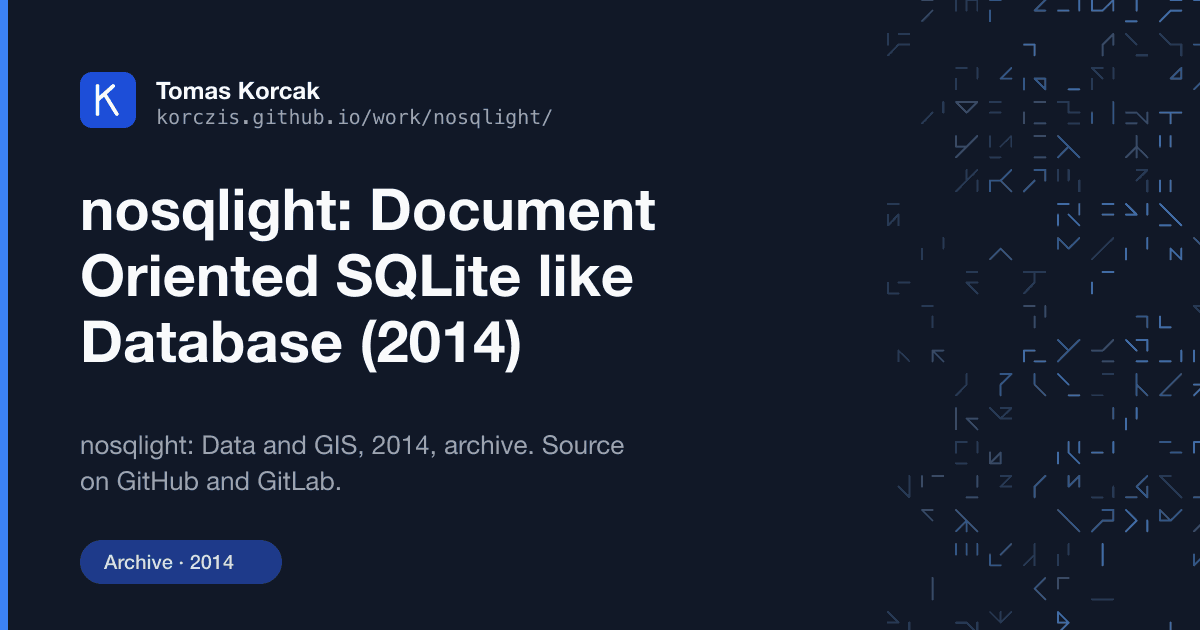 K
Tomas Korcak
korczis.github.io/work/nosqlight/
nosqlight: Document
Oriented SQLite like
Database (2014)
nosqlight: Data and GIS, 2014, archive. Source
on GitHub and GitLab.
Archive · 2014